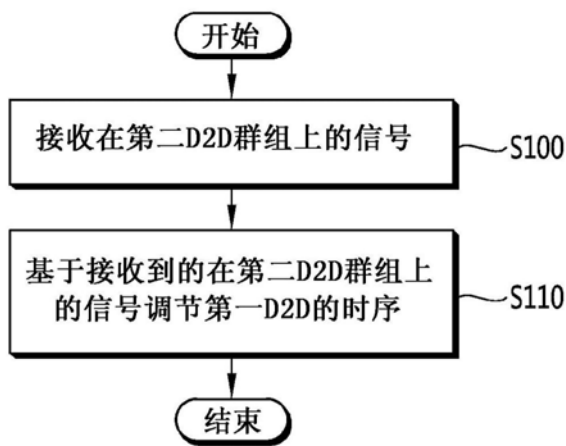 开始
接收在第二D2D群组上的信号
S100
基于接收到的在第二D2D群组上
的信号调节第一D2D的时序
S110
结束